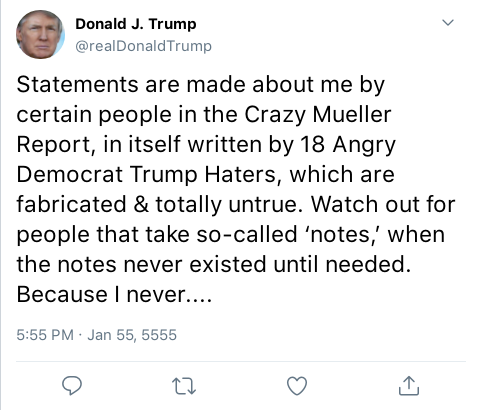 Donald J. Trump
@realDonaldTrump
Statements are made about me by
certain people in the Crazy Mueller
Report, in itself written by 18 Angry
Democrat Trump Haters, which are
fabricated & totally untrue. Watch out for
people that take so-called ‘notes,’ when
the notes never existed until needed.
Because I never....
5:55 PM · Jan 55, 5555